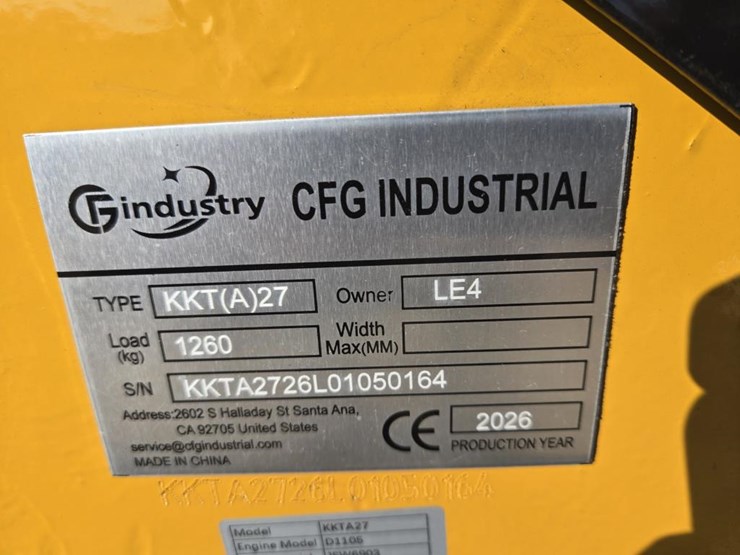 CFGindustry CFG INDUSTRIAL
TYPE KKT(A)27 Owner LE4
Load (kg) 1260 Width Max(MM)
S/N KKTA2726L01050164
Address:2602 S Halladay St Santa Ana,
CA 92705 United States
service@cfgindustrial.com
MADE IN CHINA
CE 2026
PRODUCTION YEAR
KKTA2726L01050164
Model KKTA27
Engine Model D1105